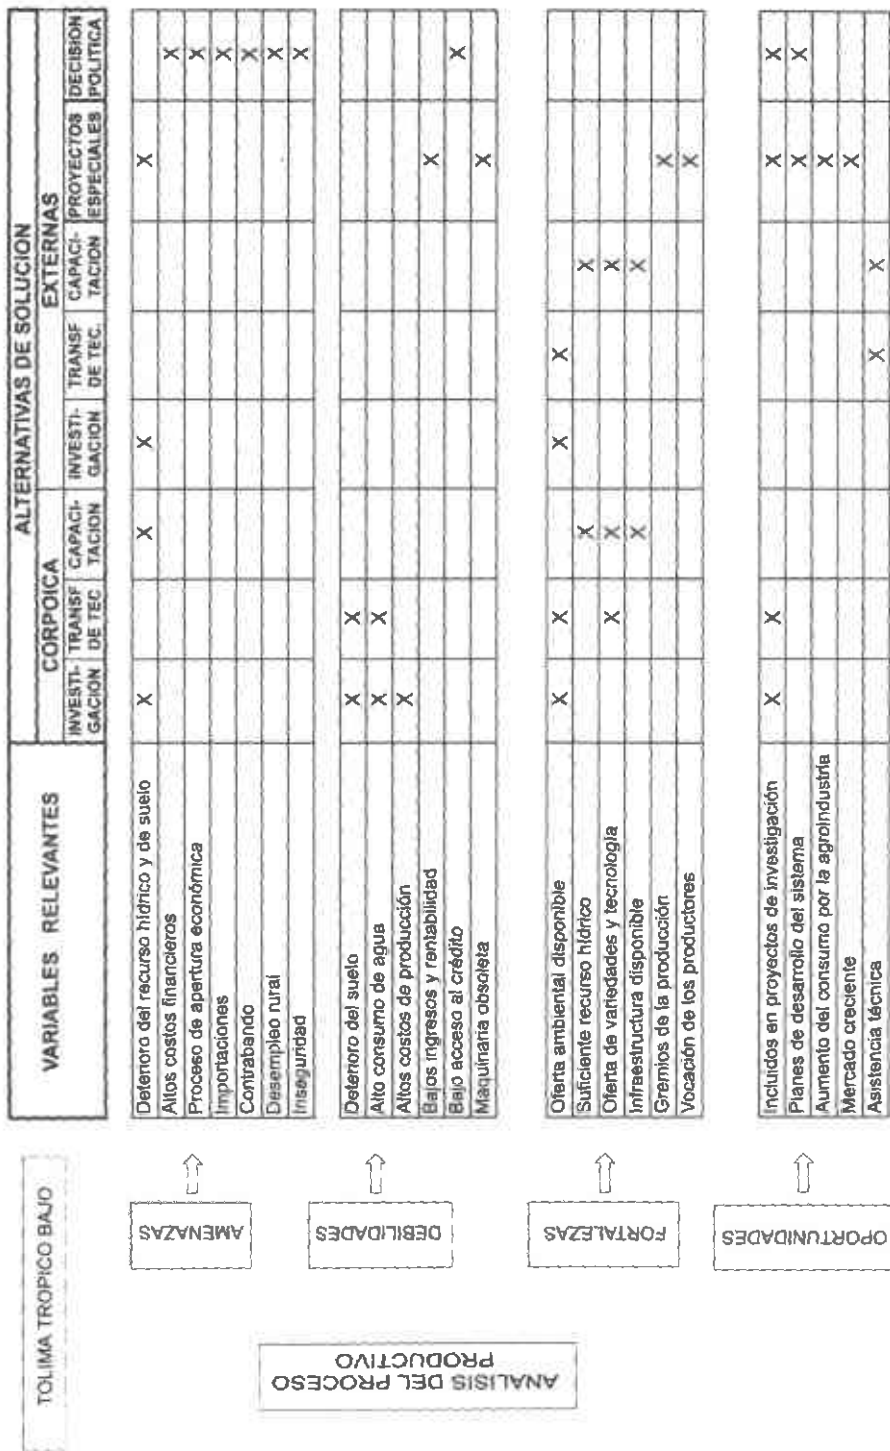 TOLIMA TROPICO BAJO
ANALISIS DEL PROCESO
PRODUCTIVO
VARIABLES RELEVANTES
ALTERNATIVAS DE SOLUCION
CORPOICA
EXTERNAS
INVESTI-
GACION
TRANSF
DE TEC
CAPACI-
TACION
INVESTI-
GACION
TRANSF
DE TEC.
CAPACI-
TACION
PROYECTOS
ESPECIALES
DECISION
POLITICA
AMENAZAS
Deterioro del recurso hídrico y de suelo X X X X
Altos costos financieros X
Proceso de apertura económica X
Importaciones X
Contrabando X
Desempleo rural X
Inseguridad X
DEBILIDADES
Deterioro del suelo X X
Alto consumo de agua X X
Altos costos de producción X
Bajos ingresos y rentabilidad X
Bajo acceso al crédito X
Maquinaria obsoleta X
FORTALEZAS
Oferta ambiental disponible X X X X
Suficiente recurso hídrico X X
Oferta de variedades y tecnología X X X
Infraestructura disponible X X
Gremios de la producción X
Vocación de los productores X
OPORTUNIDADES
Incluidos en proyectos de investigación X X X X
Planes de desarrollo del sistema X X
Aumento del consumo por la agroindustria X
Mercado creciente X
Asistencia técnica X X